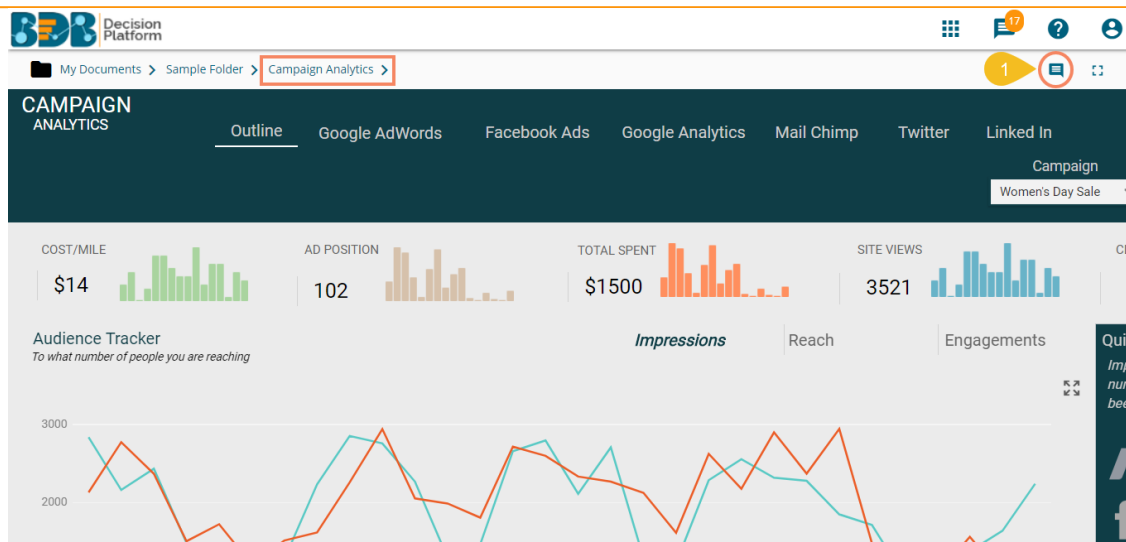 BDB Decision
Platform
17
My Documents > Sample Folder > Campaign Analytics >
1
CAMPAIGN
ANALYTICS
Outline Google AdWords Facebook Ads Google Analytics Mail Chimp Twitter Linked In
Campaign
Women's Day Sale
COST/MILE AD POSITION TOTAL SPENT SITE VIEWS
$14 102 $1500 3521
Audience Tracker Impressions Reach Engagements
To what number of people you are reaching
3000
2000